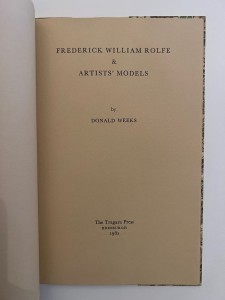 FREDERICK WILLIAM ROLFE
&
ARTISTS' MODELS
by
DONALD WEEKS
The Tragara Press
EDINBURGH
1981